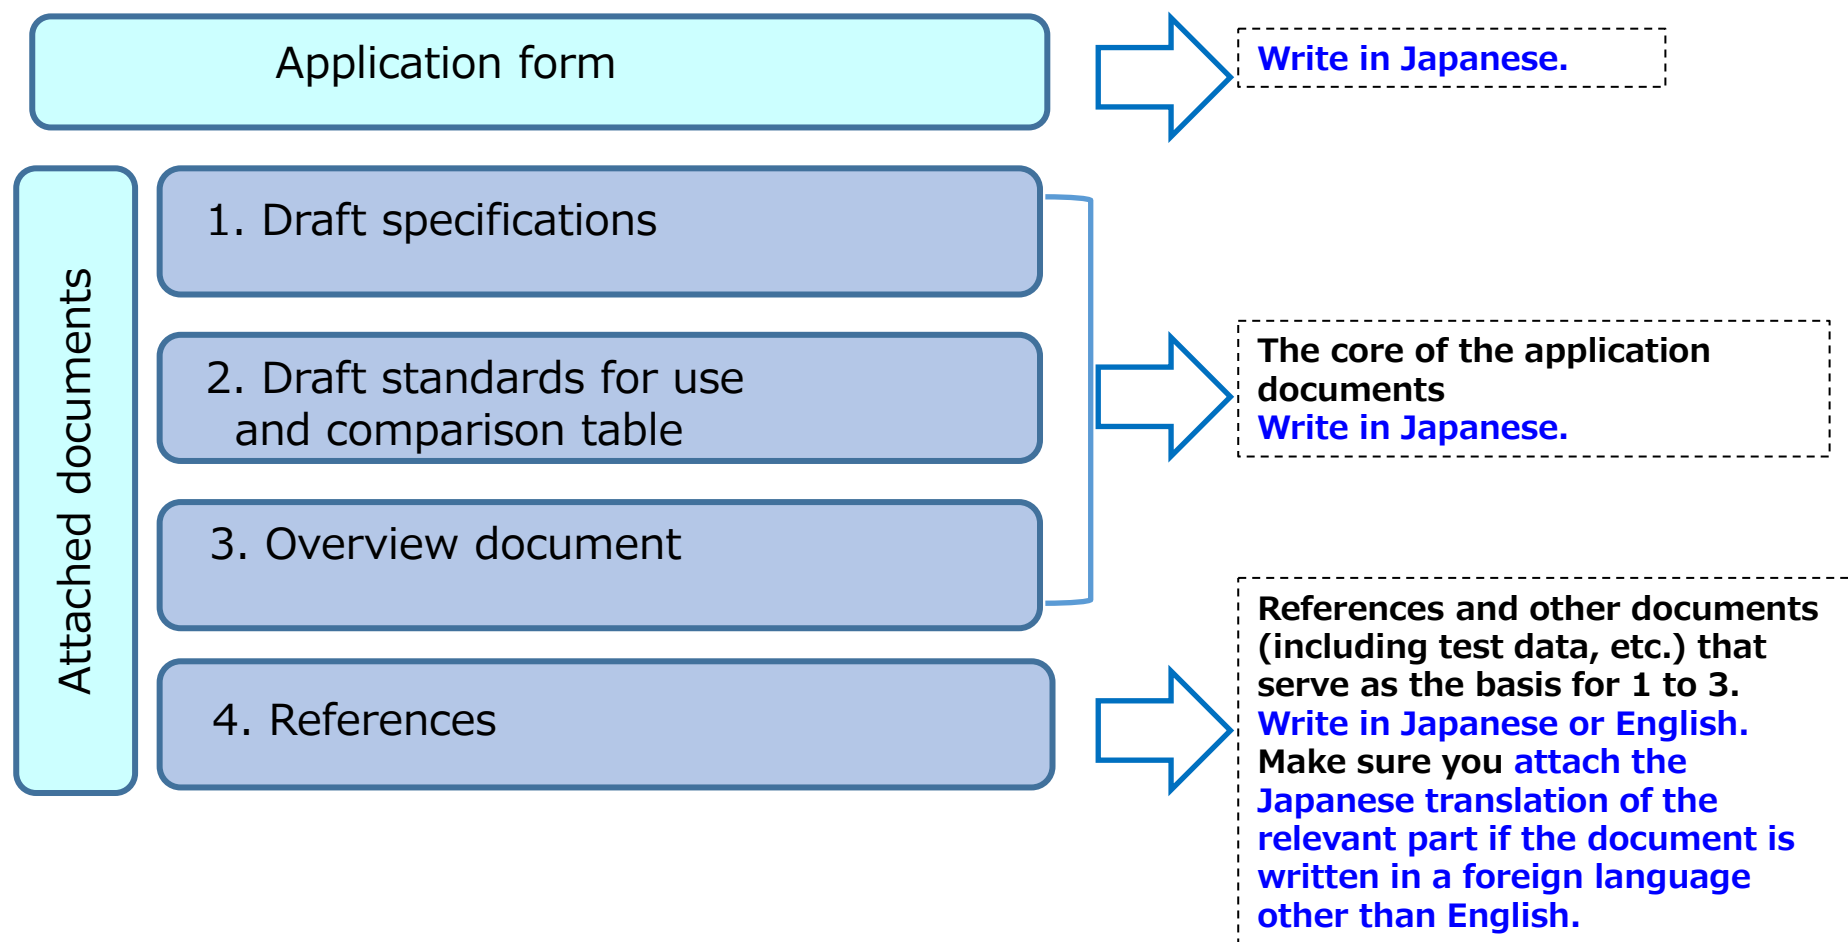 Application form
Write in Japanese.
Attached documents
1. Draft specifications
2. Draft standards for use
and comparison table
3. Overview document
The core of the application
documents
Write in Japanese.
4. References
References and other documents
(including test data, etc.) that
serve as the basis for 1 to 3.
Write in Japanese or English.
Make sure you attach the
Japanese translation of the
relevant part if the document is
written in a foreign language
other than English.